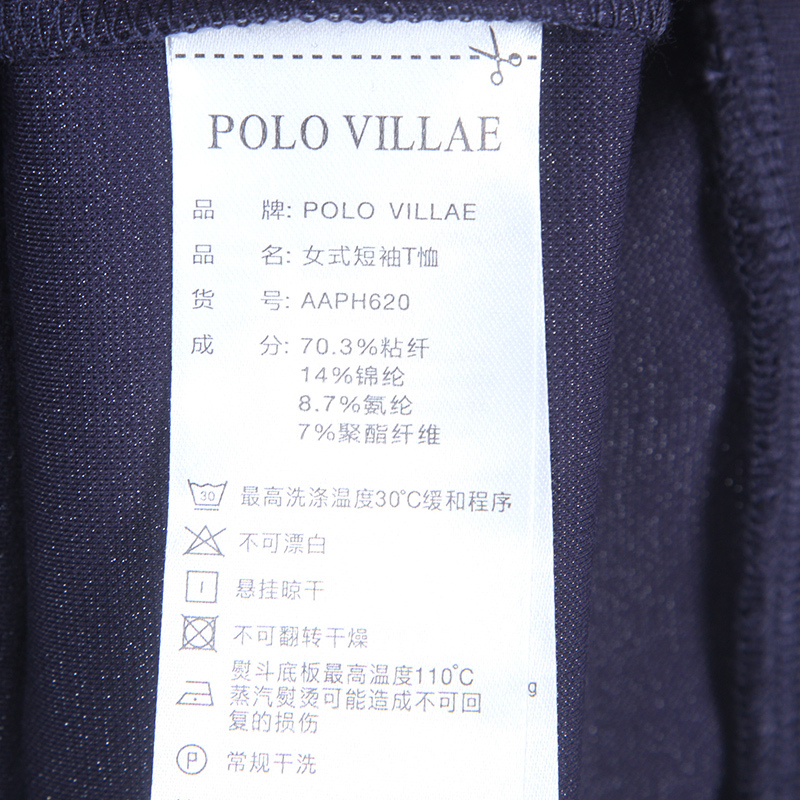 POLO VILLAE
品 牌: POLO VILLAE
品 名: 女式短袖T恤
货 号: AAPH620
成 分: 70.3%粘纤
14%锦纶
8.7%氨纶
7%聚酯纤维
30 最高洗涤温度30℃缓和程序
不可漂白
悬挂晾干
不可翻转干燥
熨斗底板最高温度110℃
蒸汽熨烫可能造成不可回
复的损伤
g
P 常规干洗